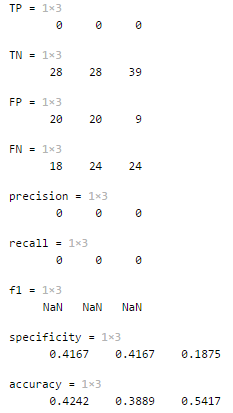 TP = 1×3
0 0 0
TN = 1×3
28 28 39
FP = 1×3
20 20 9
FN = 1×3
18 24 24
precision = 1×3
0 0 0
recall = 1×3
0 0 0
f1 = 1×3
NaN NaN NaN
specificity = 1×3
0.4167 0.4167 0.1875
accuracy = 1×3
0.4242 0.3889 0.5417